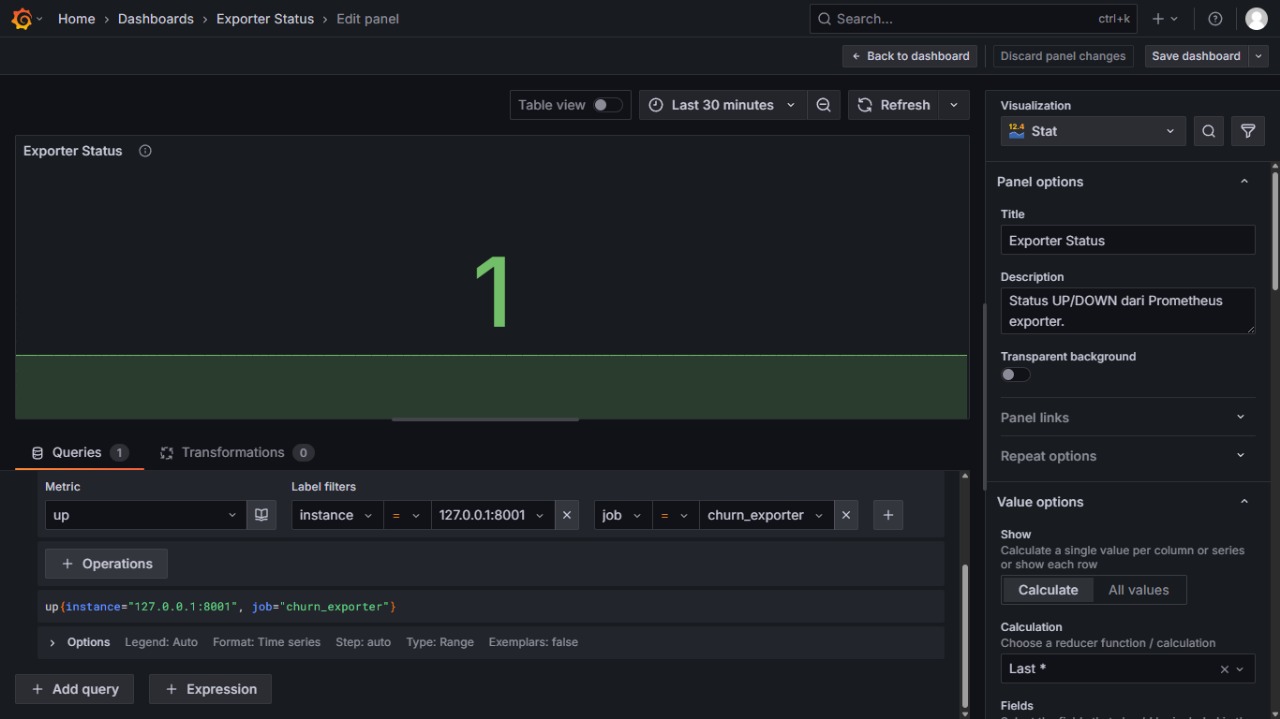 Home › Dashboards › Exporter Status › Edit panel
Search... ctrl+k
Back to dashboard Discard panel changes Save dashboard
Table view Last 30 minutes Refresh
Exporter Status
1
Queries 1 Transformations 0
Metric Label filters
up instance = 127.0.0.1:8001 job = churn_exporter
+ Operations
up{instance="127.0.0.1:8001", job="churn_exporter"}
Options Legend: Auto Format: Time series Step: auto Type: Range Exemplars: false
+ Add query + Expression
Visualization
12.4 Stat
Panel options
Title
Exporter Status
Description
Status UP/DOWN dari Prometheus
exporter.
Transparent background
Panel links
Repeat options
Value options
Show
Calculate a single value per column or series
or show each row
Calculate All values
Calculation
Choose a reducer function / calculation
Last *
Fields